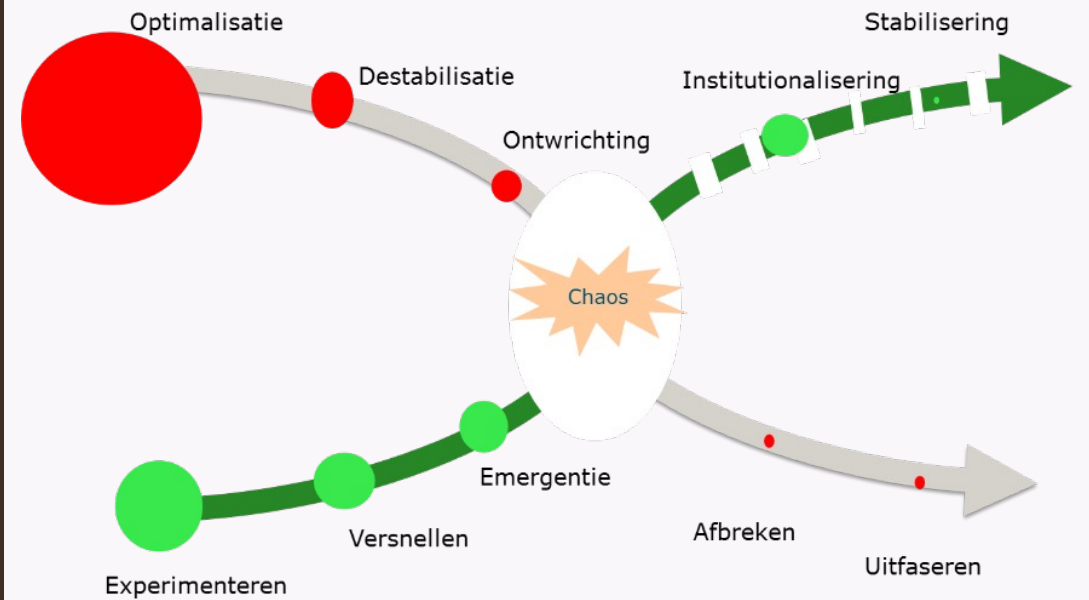 Optimalisatie
Stabilisering
Destabilisatie
Institutionalisering
Ontwrichting
Chaos
Emergentie
Versnellen
Afbreken
Uitfaseren
Experimenteren